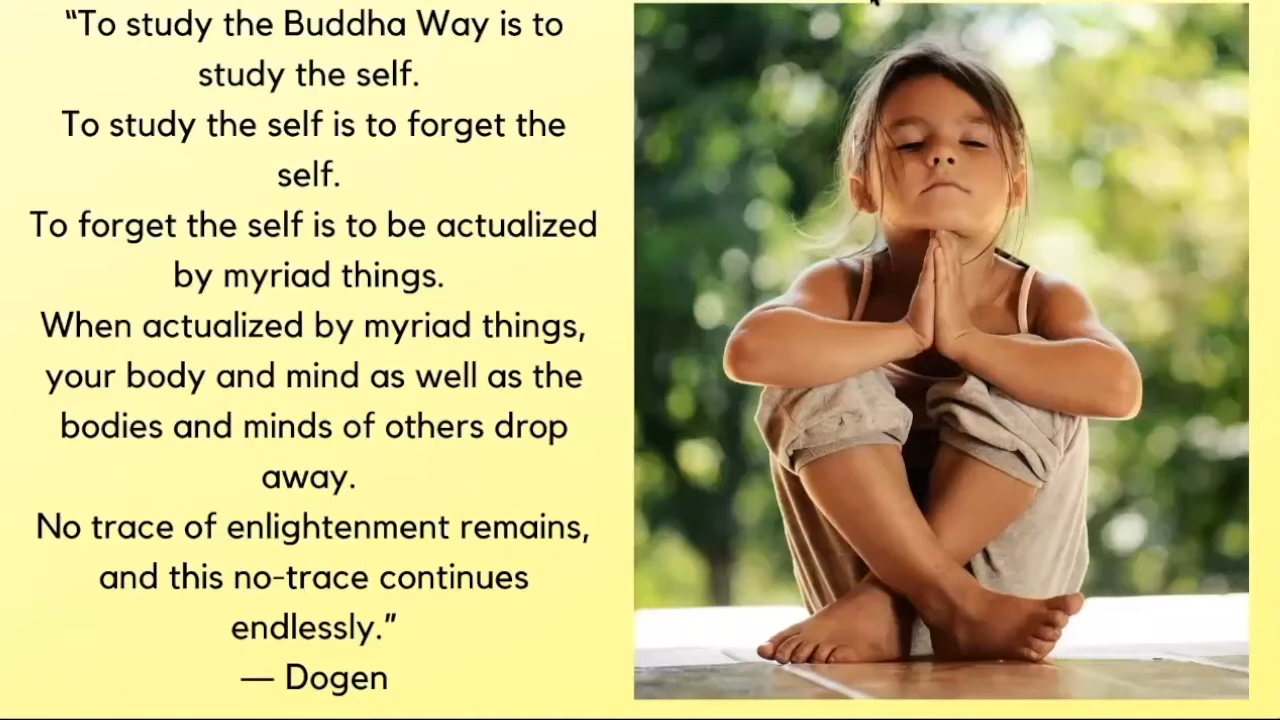 “To study the Buddha Way is to
study the self.
To study the self is to forget the
self.
To forget the self is to be actualized
by myriad things.
When actualized by myriad things,
your body and mind as well as the
bodies and minds of others drop
away.
No trace of enlightenment remains,
and this no-trace continues
endlessly.”
— Dogen